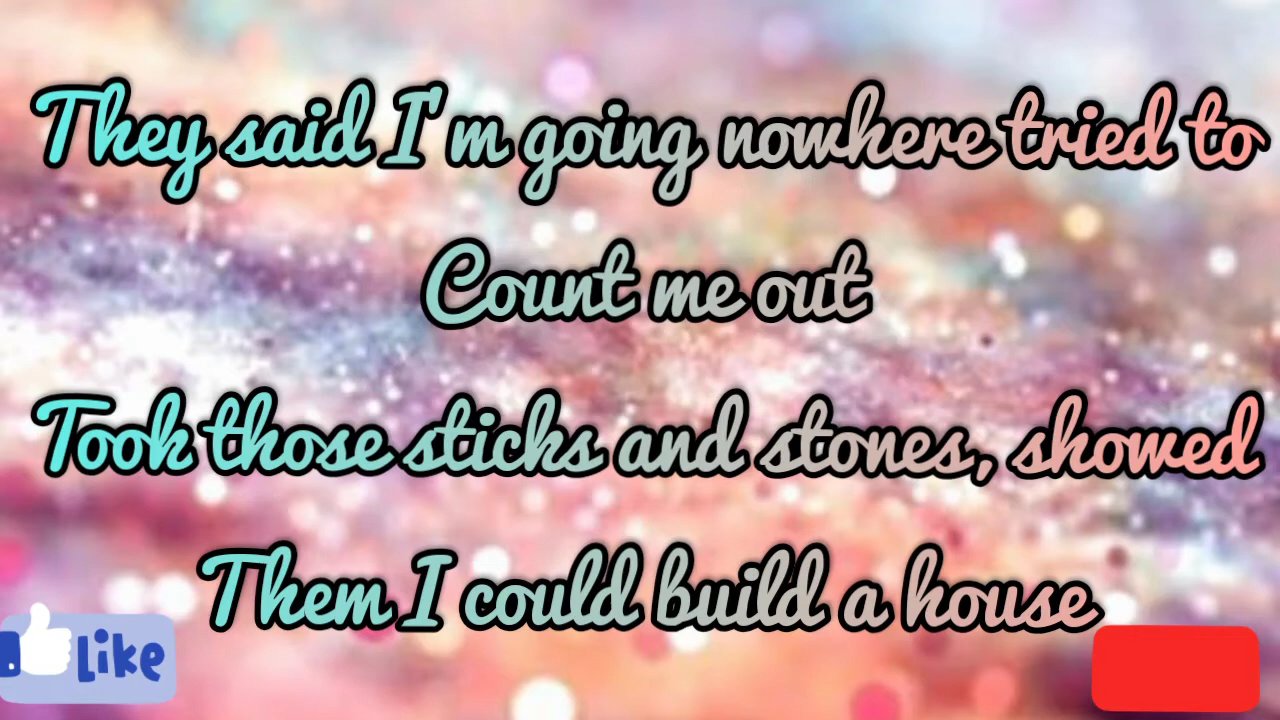 They said I'm going nowhere tried to
Count me out
Took those sticks and stones, showed
Them I could build a house
Like